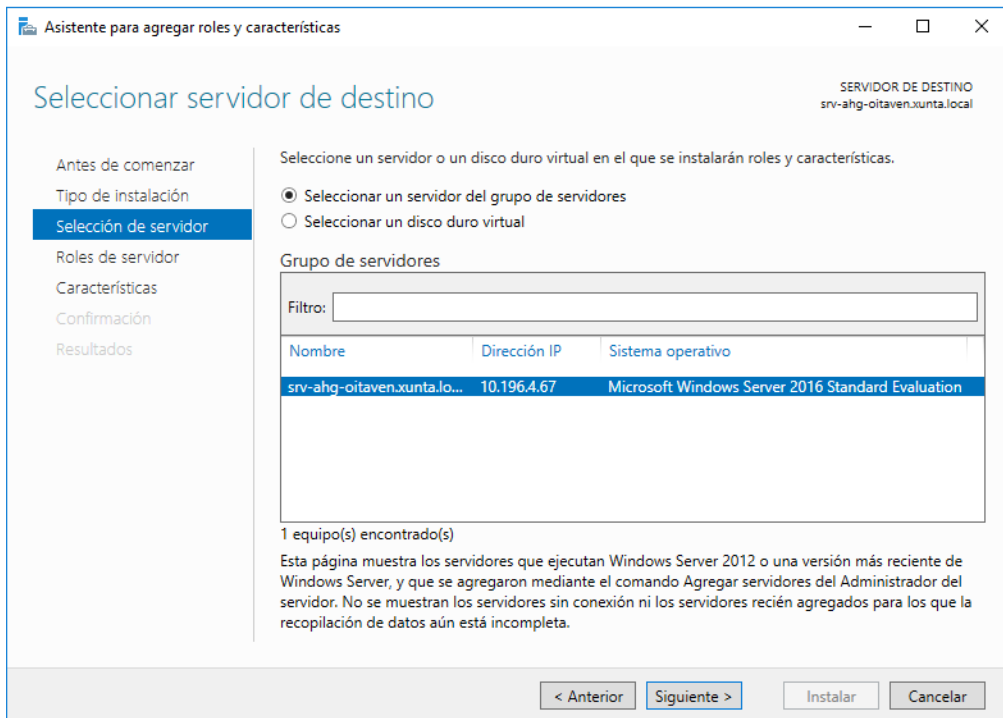 Asistente para agregar roles y características
Seleccionar servidor de destino
SERVIDOR DE DESTINO
srv-ahg-oitaven.xunta.local
Antes de comenzar
Tipo de instalación
Selección de servidor
Roles de servidor
Características
Confirmación
Resultados
Seleccione un servidor o un disco duro virtual en el que se instalarán roles y características.
Seleccionar un servidor del grupo de servidores
Seleccionar un disco duro virtual
Grupo de servidores
Filtro:
Nombre Dirección IP Sistema operativo
srv-ahg-oitaven.xunta.lo... 10.196.4.67 Microsoft Windows Server 2016 Standard Evaluation
1 equipo(s) encontrado(s)
Esta página muestra los servidores que ejecutan Windows Server 2012 o una versión más reciente de
Windows Server, y que se agregaron mediante el comando Agregar servidores del Administrador del
servidor. No se muestran los servidores sin conexión ni los servidores recién agregados para los que la
recopilación de datos aún está incompleta.
< Anterior Siguiente > Instalar Cancelar